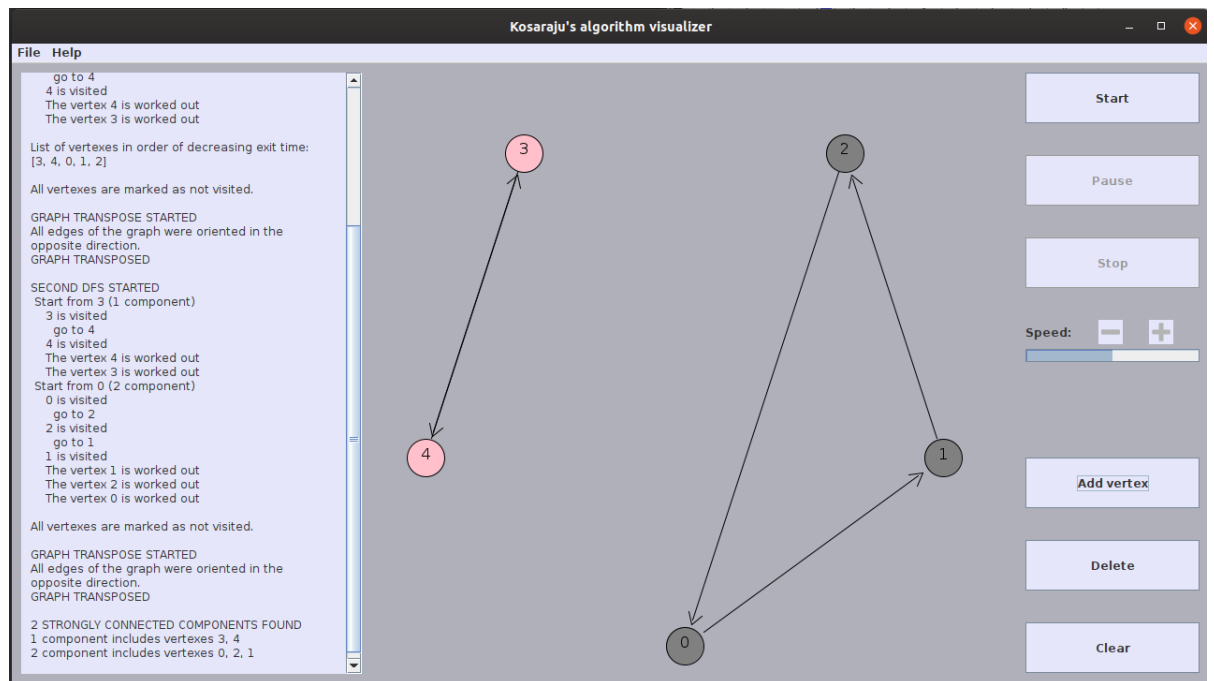 Kosaraju's algorithm visualizer
File Help
go to 4
4 is visited
The vertex 4 is worked out
The vertex 3 is worked out
List of vertexes in order of decreasing exit time:
[3, 4, 0, 1, 2]
All vertexes are marked as not visited.
GRAPH TRANSPOSE STARTED
All edges of the graph were oriented in the
opposite direction.
GRAPH TRANSPOSED
SECOND DFS STARTED
Start from 3 (1 component)
3 is visited
go to 4
4 is visited
The vertex 4 is worked out
The vertex 3 is worked out
Start from 0 (2 component)
0 is visited
go to 2
2 is visited
go to 1
1 is visited
The vertex 1 is worked out
The vertex 2 is worked out
The vertex 0 is worked out
All vertexes are marked as not visited.
GRAPH TRANSPOSE STARTED
All edges of the graph were oriented in the
opposite direction.
GRAPH TRANSPOSED
2 STRONGLY CONNECTED COMPONENTS FOUND
1 component includes vertexes 3, 4
2 component includes vertexes 0, 2, 1
3
2
4
1
0
Start
Pause
Stop
Speed:
Add vertex
Delete
Clear